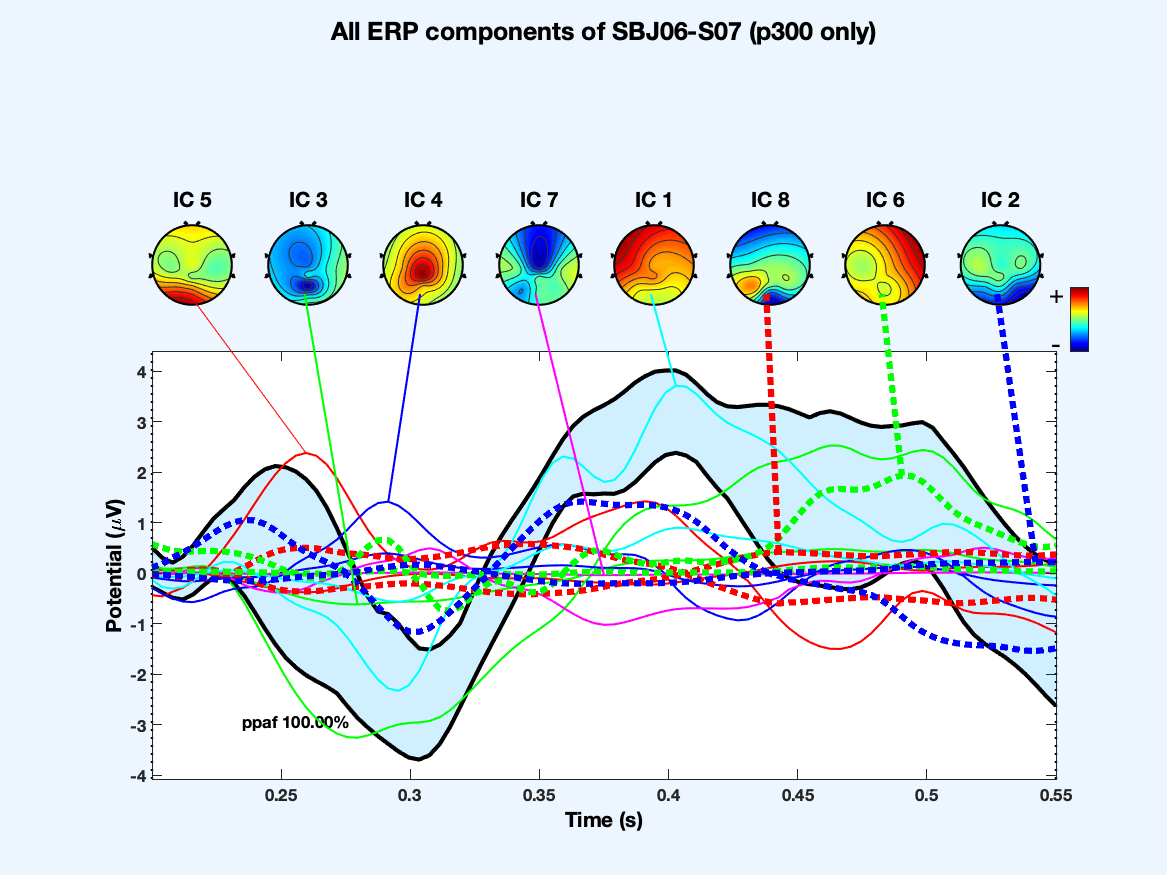 All ERP components of SBJ06-S07 (p300 only)
IC 5 IC 3 IC 4 IC 7 IC 1 IC 8 IC 6 IC 2
+
-
4
3
2
1
0
-1
-2
-3
-4
Potential (μV)
ppaf 100.00%
0.25 0.3 0.35 0.4 0.45 0.5 0.55
Time (s)